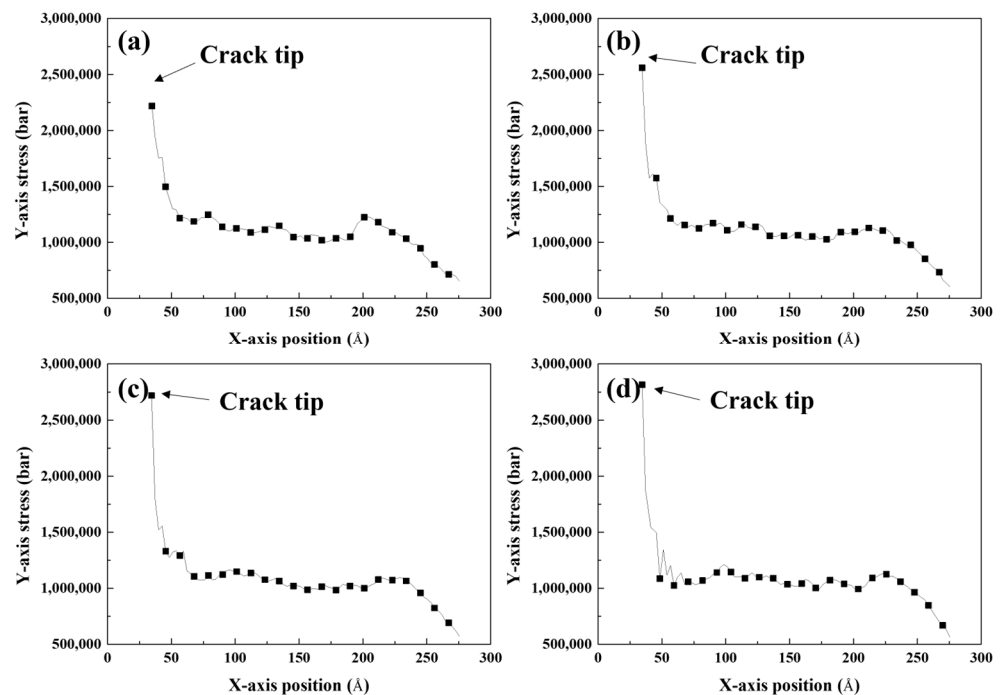 (a)
Crack tip
3,000,000
2,500,000
2,000,000
1,500,000
1,000,000
500,000
0 50 100 150 200 250 300
Y-axis stress (bar)
X-axis position (Å)
(b)
Crack tip
3,000,000
2,500,000
2,000,000
1,500,000
1,000,000
500,000
0 50 100 150 200 250 300
Y-axis stress (bar)
X-axis position (Å)
(c)
Crack tip
3,000,000
2,500,000
2,000,000
1,500,000
1,000,000
500,000
0 50 100 150 200 250 300
Y-axis stress (bar)
X-axis position (Å)
(d)
Crack tip
3,000,000
2,500,000
2,000,000
1,500,000
1,000,000
500,000
0 50 100 150 200 250 300
Y-axis stress (bar)
X-axis position (Å)